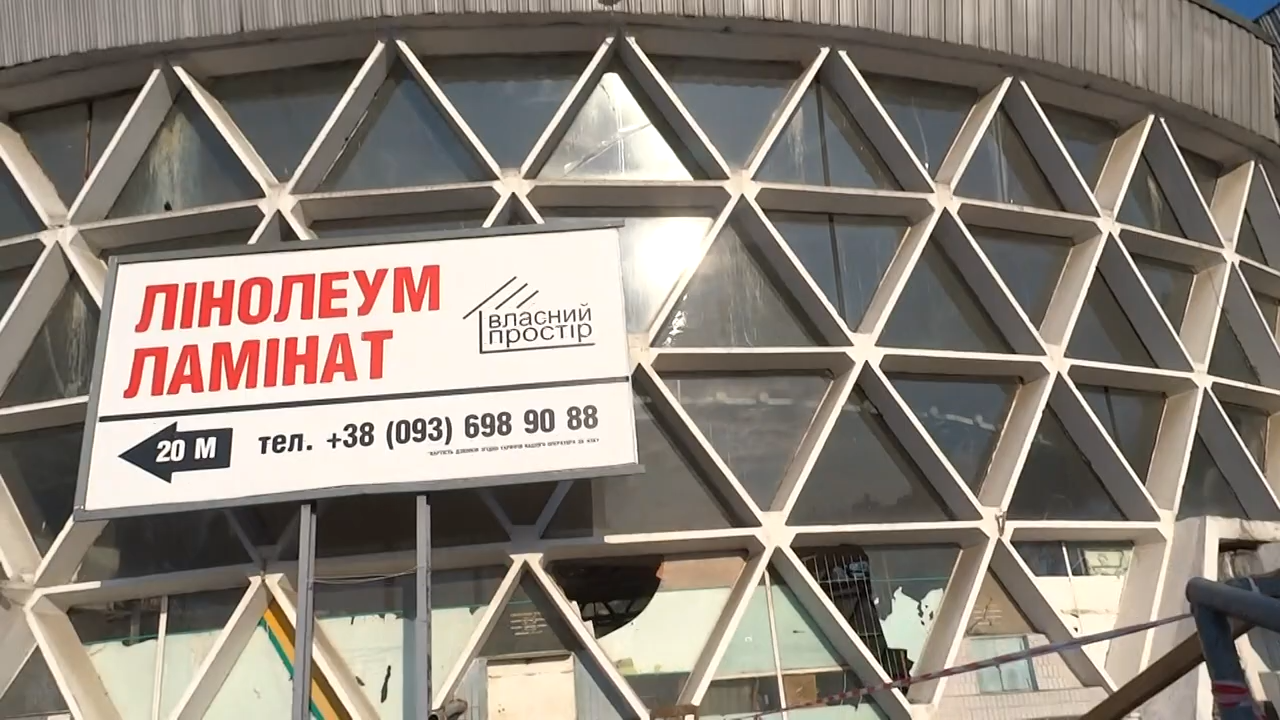 ЛІНОЛЕУМ
ЛАМІНАТ
власний
простір
20 М
тел. +38 (093) 698 90 88